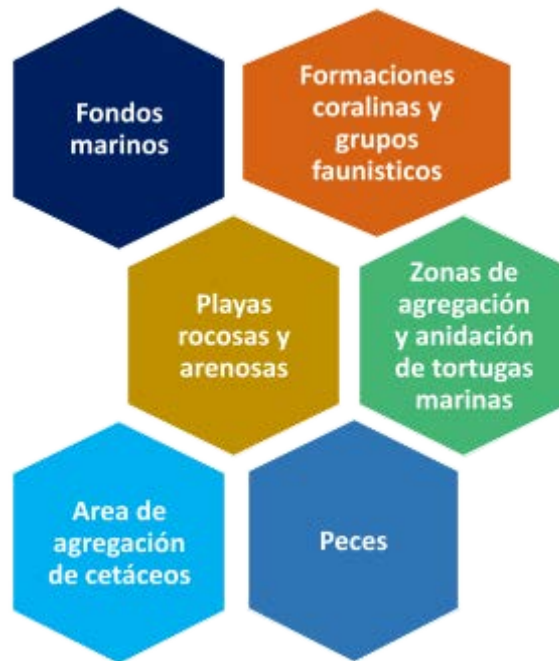 Fondos
marinos
Formaciones
coralinas y
grupos
faunisticos
Playas
rocosas y
arenosas
Zonas de
agregación
y anidación
de tortugas
marinas
Area de
agregación
de cetáceos
Peces